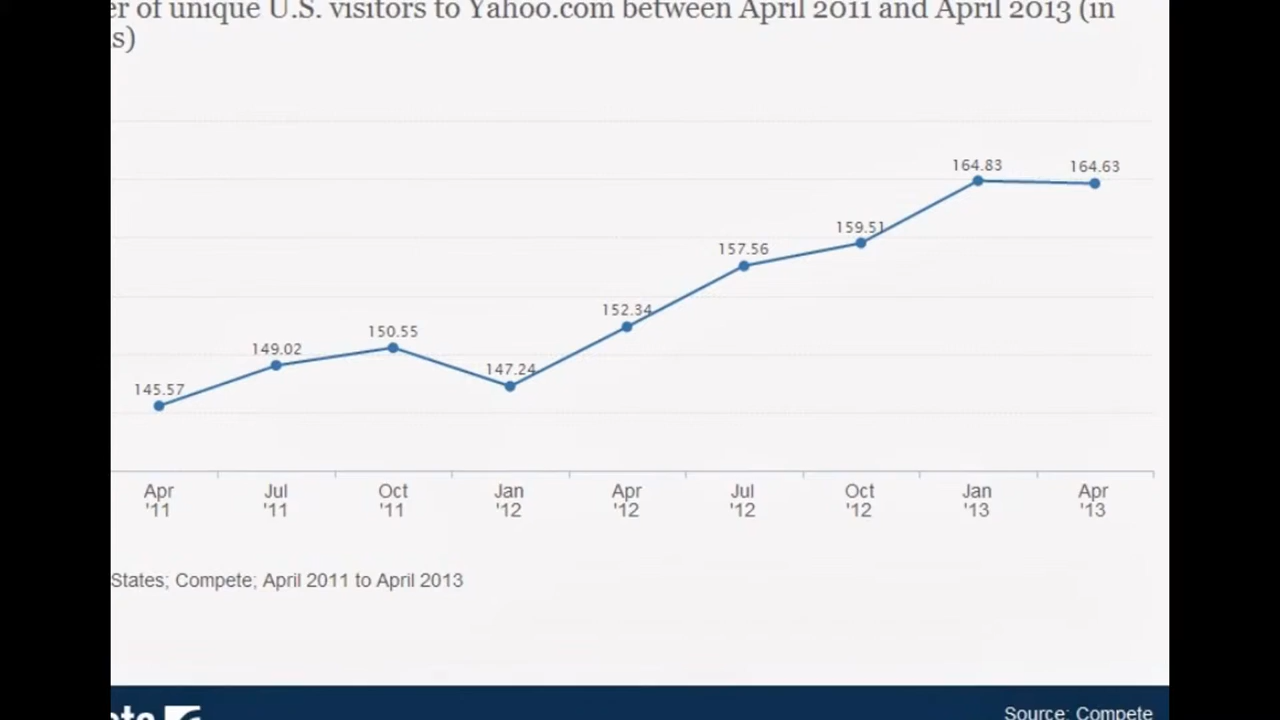 er of unique U.S. visitors to Yahoo.com between April 2011 and April 2013 (in
s)
164.83 164.63
159.51
157.56
152.34
150.55
149.02
147.24
145.57
Apr Jul Oct Jan Apr Jul Oct Jan Apr
'11 '11 '11 '12 '12 '12 '12 '13 '13
States; Compete; April 2011 to April 2013
Source: Compete